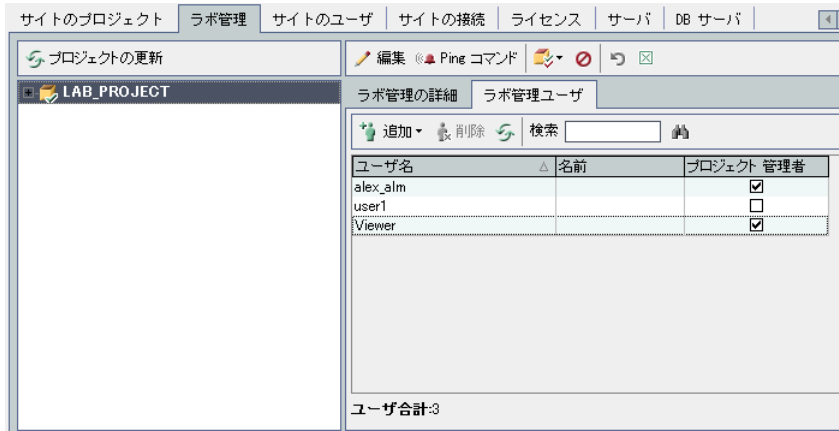 サイトのプロジェクト ラボ管理 サイトのユーザ サイトの接続 ライセンス サーバ DB サーバ
プロジェクトの更新
編集 Ping コマンド
LAB_PROJECT
ラボ管理の詳細 ラボ管理ユーザ
追加 削除 検索
ユーザ名 名前 プロジェクト 管理者
alex_alm
user1
Viewer
ユーザ合計:3